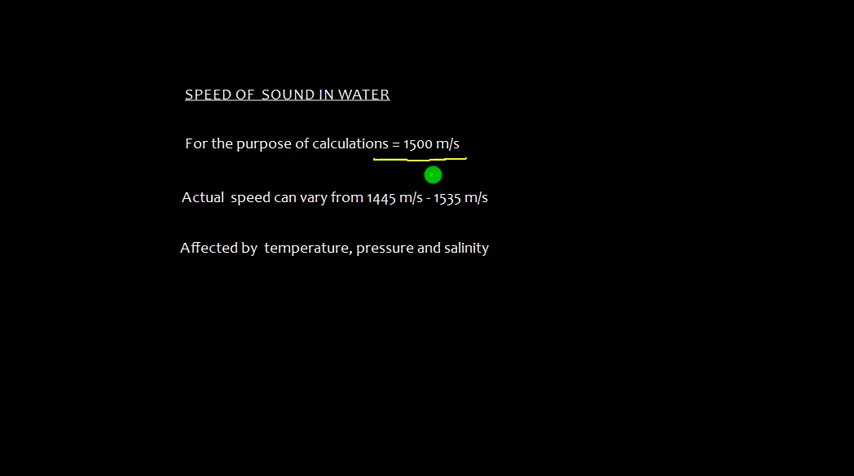 SPEED OF SOUND IN WATER
For the purpose of calculations = 1500 m/s
Actual speed can vary from 1445 m/s - 1535 m/s
Affected by temperature, pressure and salinity